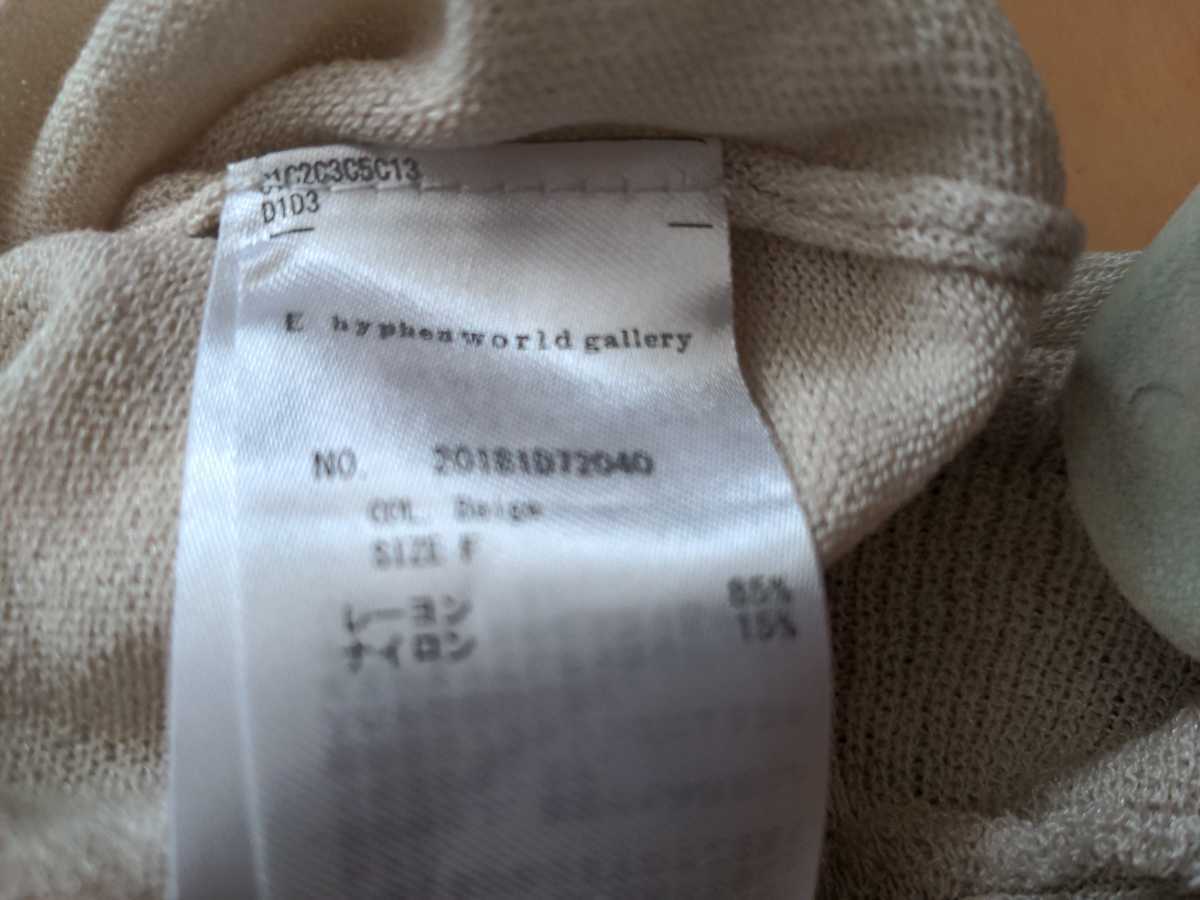 C1C2C3C5C13
D1D3
E hyphen world gallery
NO. 20181D72040
COL. Beige
SIZE F
レーヨン 85%
ナイロン 15%